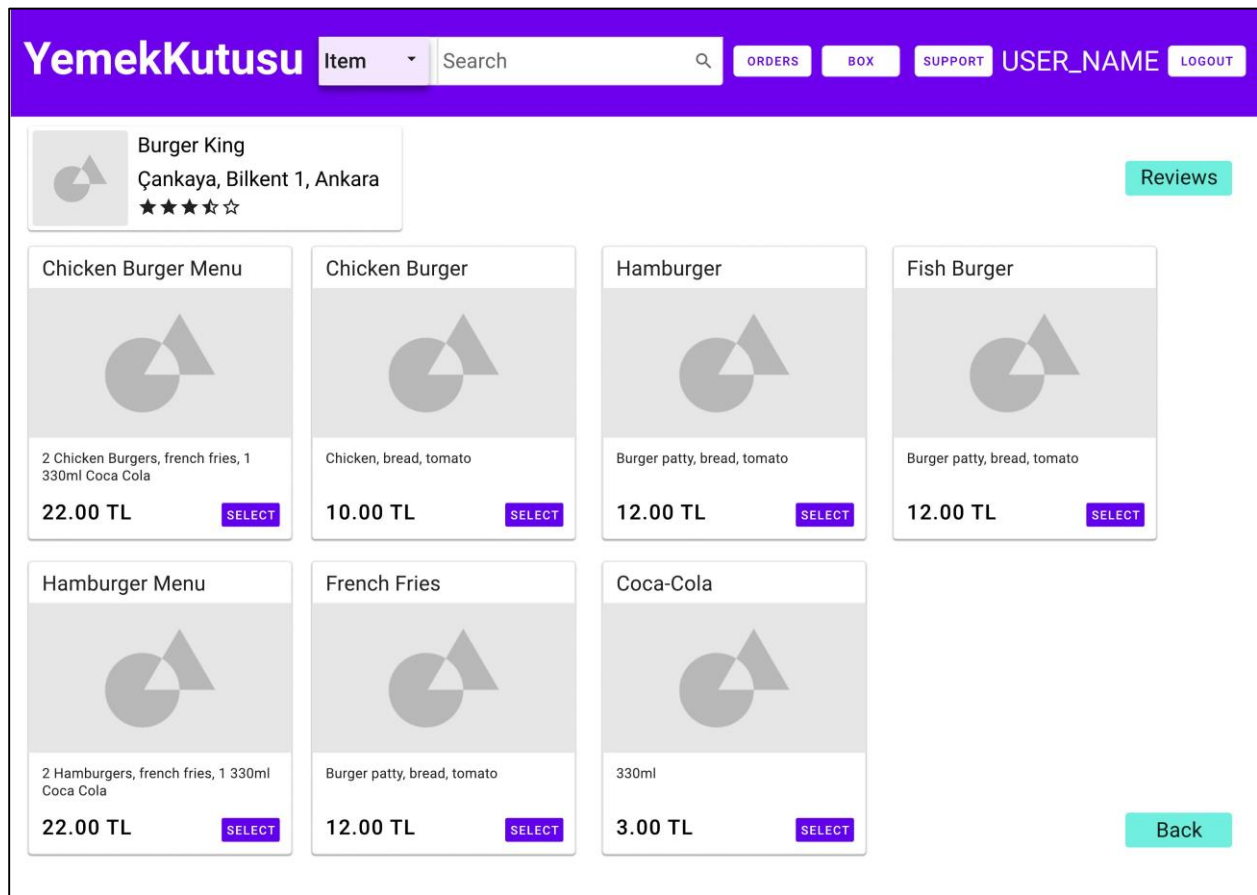 YemekKutusu Item Search ORDERS BOX SUPPORT USER_NAME LOGOUT
Burger King
Çankaya, Bilkent 1, Ankara
Reviews
Chicken Burger Menu
2 Chicken Burgers, french fries, 1
330ml Coca Cola
22.00 TL SELECT
Chicken Burger
Chicken, bread, tomato
10.00 TL SELECT
Hamburger
Burger patty, bread, tomato
12.00 TL SELECT
Fish Burger
Burger patty, bread, tomato
12.00 TL SELECT
Hamburger Menu
2 Hamburgers, french fries, 1 330ml
Coca Cola
22.00 TL SELECT
French Fries
Burger patty, bread, tomato
12.00 TL SELECT
Coca-Cola
330ml
3.00 TL SELECT
Back